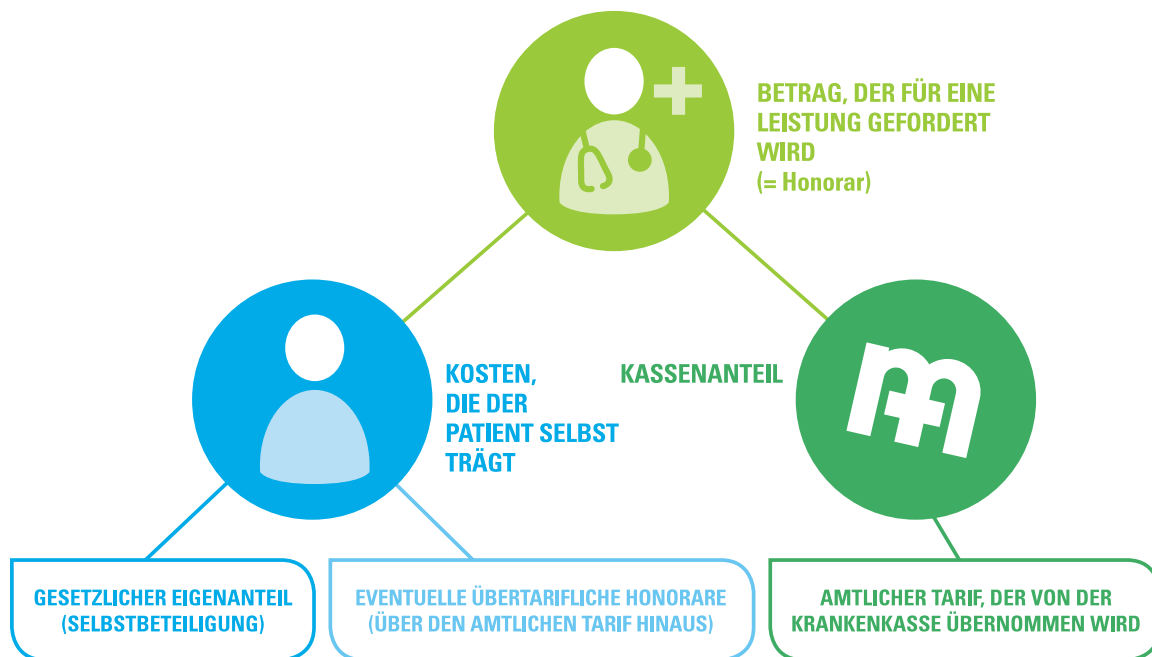 BETRAG, DER FÜR EINE
LEISTUNG GEFORDERT
WIRD
(= Honorar)
KOSTEN,
DIE DER
PATIENT SELBST
TRÄGT
KASSENANTEIL
GESETZLICHER EIGENANTEIL
(SELBSTBETEILIGUNG)
EVENTUELLE ÜBERTARIFLICHE HONORARE
(ÜBER DEN AMTLICHEN TARIF HINAUS)
AMTLICHER TARIF, DER VON DER
KRANKENKASSE ÜBERNOMMEN WIRD